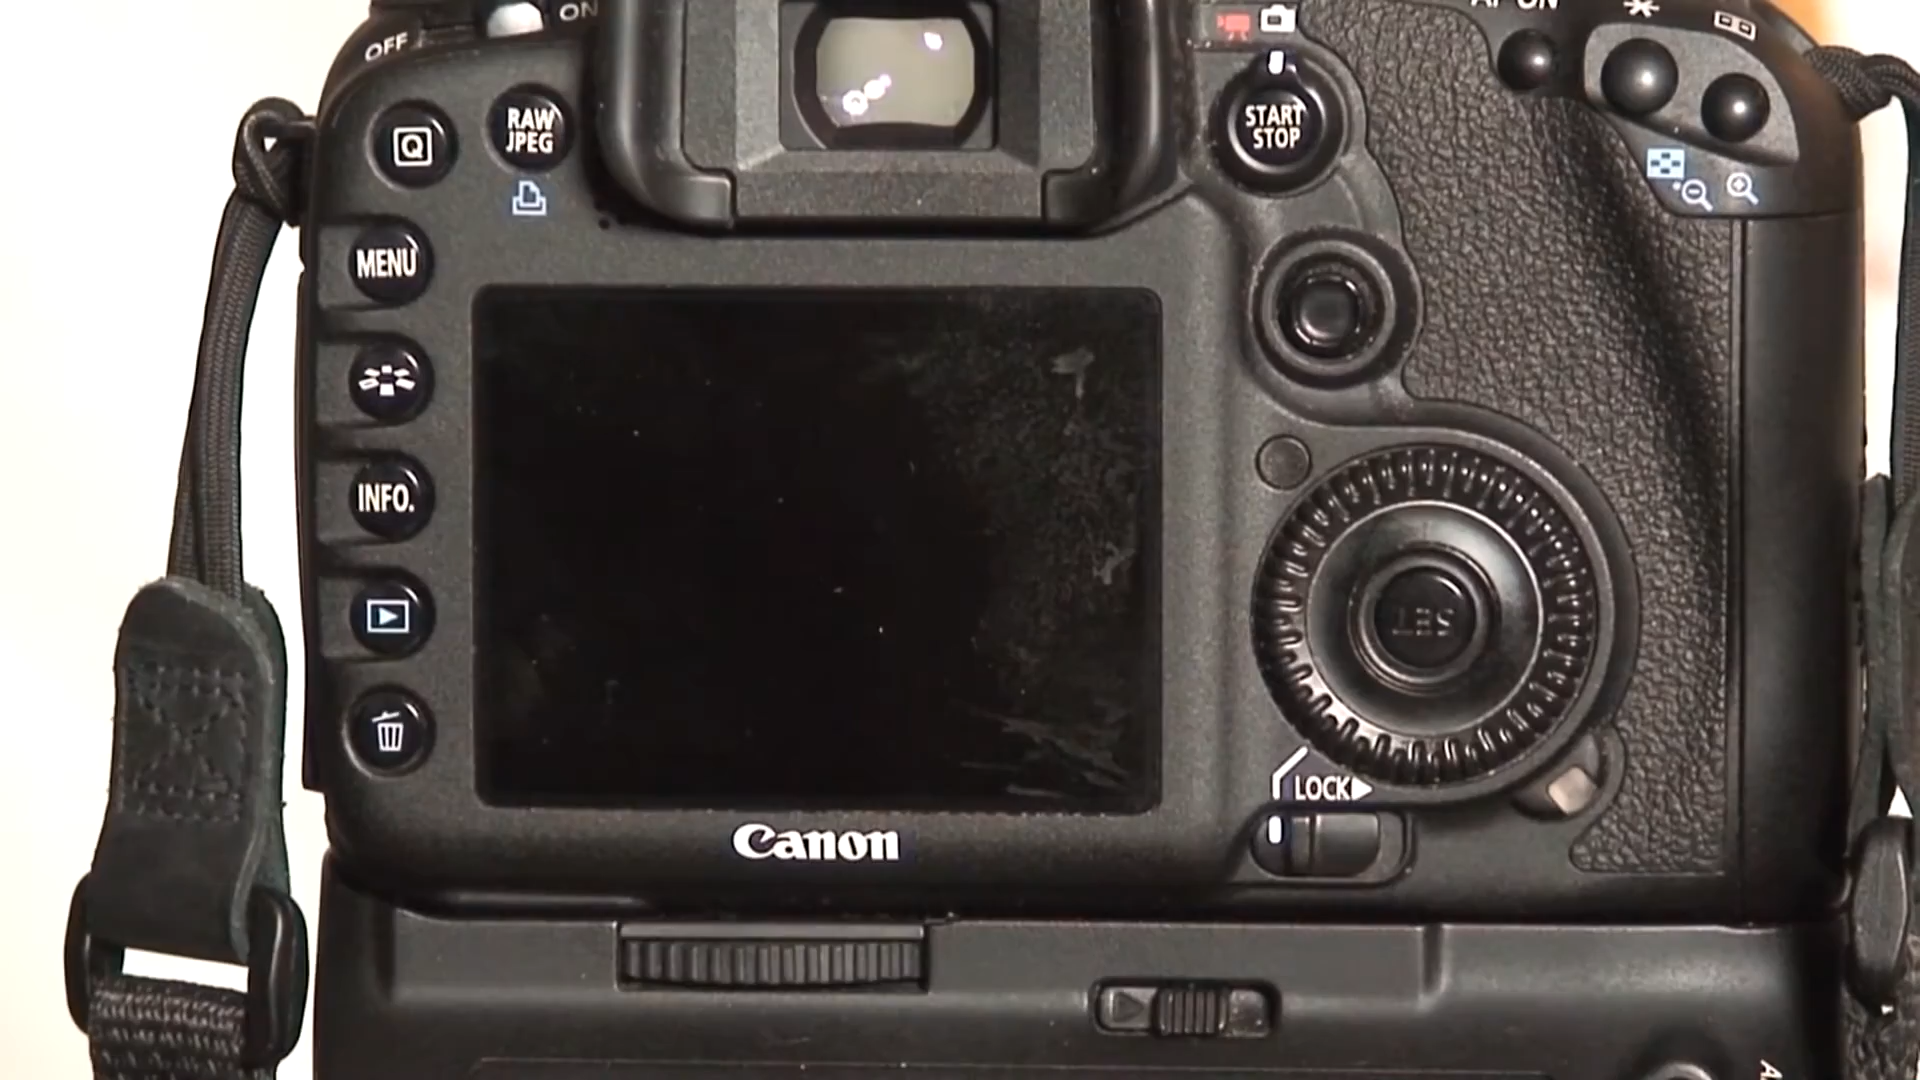 OFF
ON
AF-ON
Q
RAW
JPEG
START
STOP
MENU
INFO.
SET
LOCK
Canon